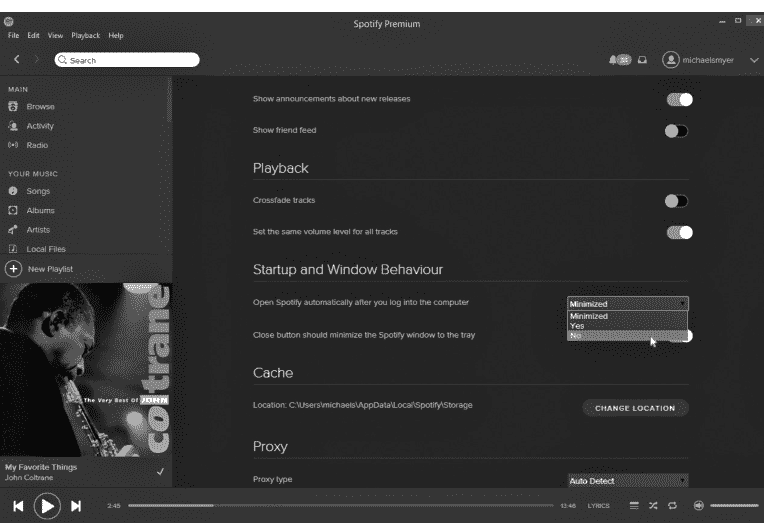 Spotify Premium
File Edit View Playback Help
Search
michaelsmyer
MAIN
Browse
Activity
Radio
YOUR MUSIC
Songs
Albums
Artists
Local Files
New Playlist
The Very Best Of JOHN
coltrane
My Favorite Things
John Coltrane
Show announcements about new releases
Show friend feed
Playback
Crossfade tracks
Set the same volume level for all tracks
Startup and Window Behaviour
Open Spotify automatically after you log into the computer
Minimized
Minimized
Yes
No
Close button should minimize the Spotify window to the tray
Cache
Location: C:\Users\michaels\AppData\Local\Spotify\Storage
CHANGE LOCATION
Proxy
Proxy type
Auto Detect
3:45
13:46
LYRICS